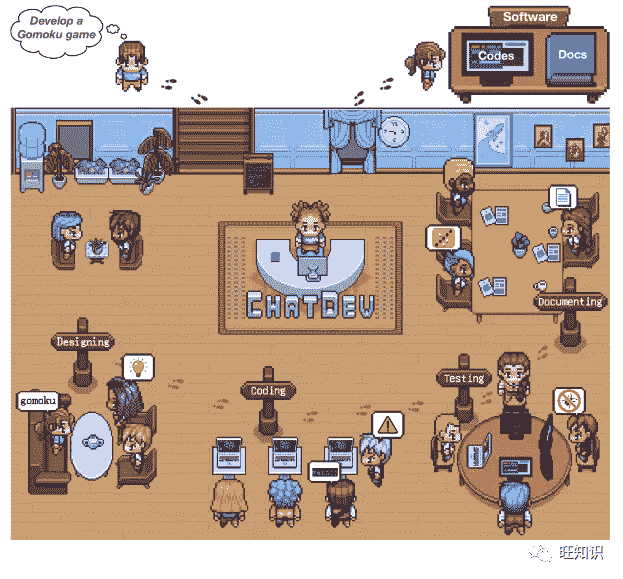 Develop a
Gomoku game
Software
Codes
Docs
CHATDEV
Documenting
Designing
Testing
Coding
gomoku
旺知识